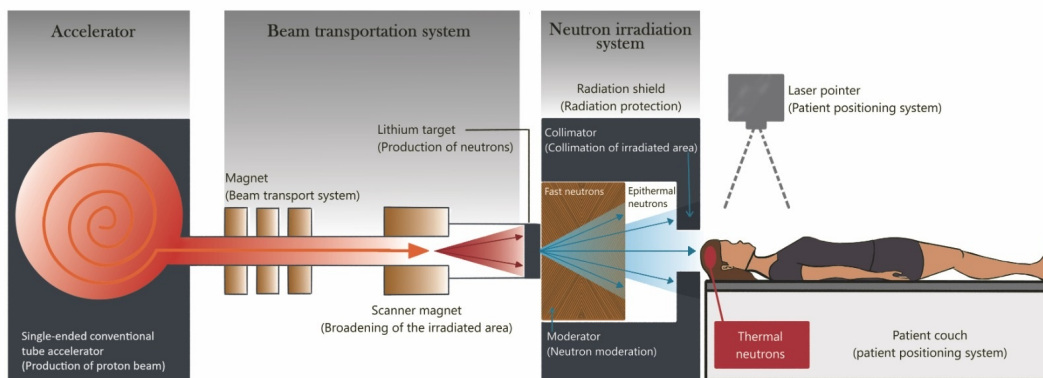 Accelerator
Beam transportation system
Neutron irradiation
system
Radiation shield
(Radiation protection)
Laser pointer
(Patient positioning system)
Lithium target
(Production of neutrons)
Collimator
(Collimation of irradiated area)
Magnet
(Beam transport system)
Fast neutrons
Epithermal
neutrons
Scanner magnet
(Broadening of the irradiated area)
Single-ended conventional
tube accelerator
(Production of proton beam)
Moderator
(Neutron moderation)
Thermal
neutrons
Patient couch
(patient positioning system)